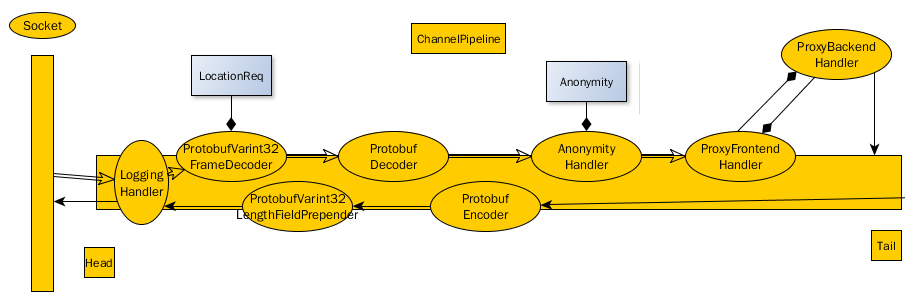 Socket
ChannelPipeline
ProxyBackend
Handler
LocationReq
Anonymity
ProtobufVarint32
FrameDecoder
Protobuf
Decoder
Anonymity
Handler
ProxyFrontend
Handler
Logging
Handler
ProtobufVarint32
LengthFieldPrepender
Protobuf
Encoder
Head
Tail